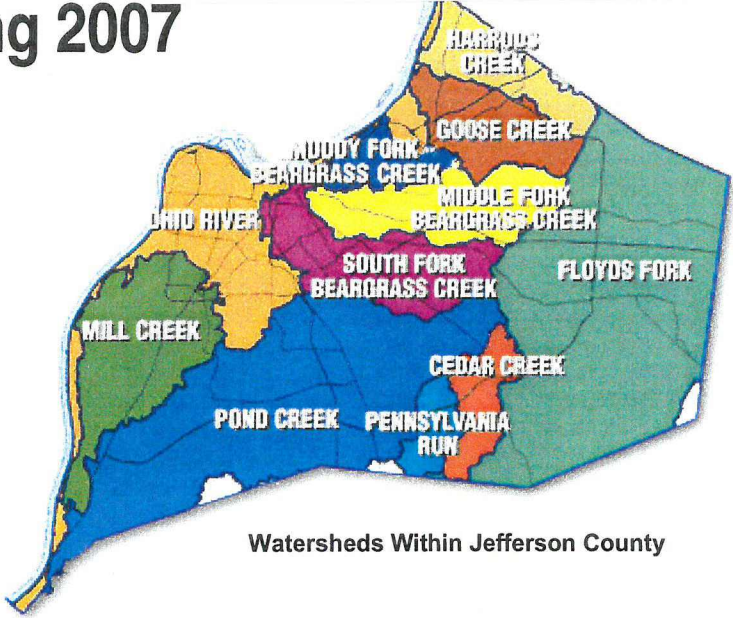 ng 2007
HARRODS
CREEK
GOOSE CREEK
MUDDY FORK
BEARGRASS CREEK
MIDDLE FORK
BEARGRASS CREEK
OHIO RIVER
SOUTH FORK
BEARGRASS CREEK
FLOYDS FORK
MILL CREEK
CEDAR CREEK
POND CREEK
PENNSYLVANIA
RUN
Watersheds Within Jefferson County